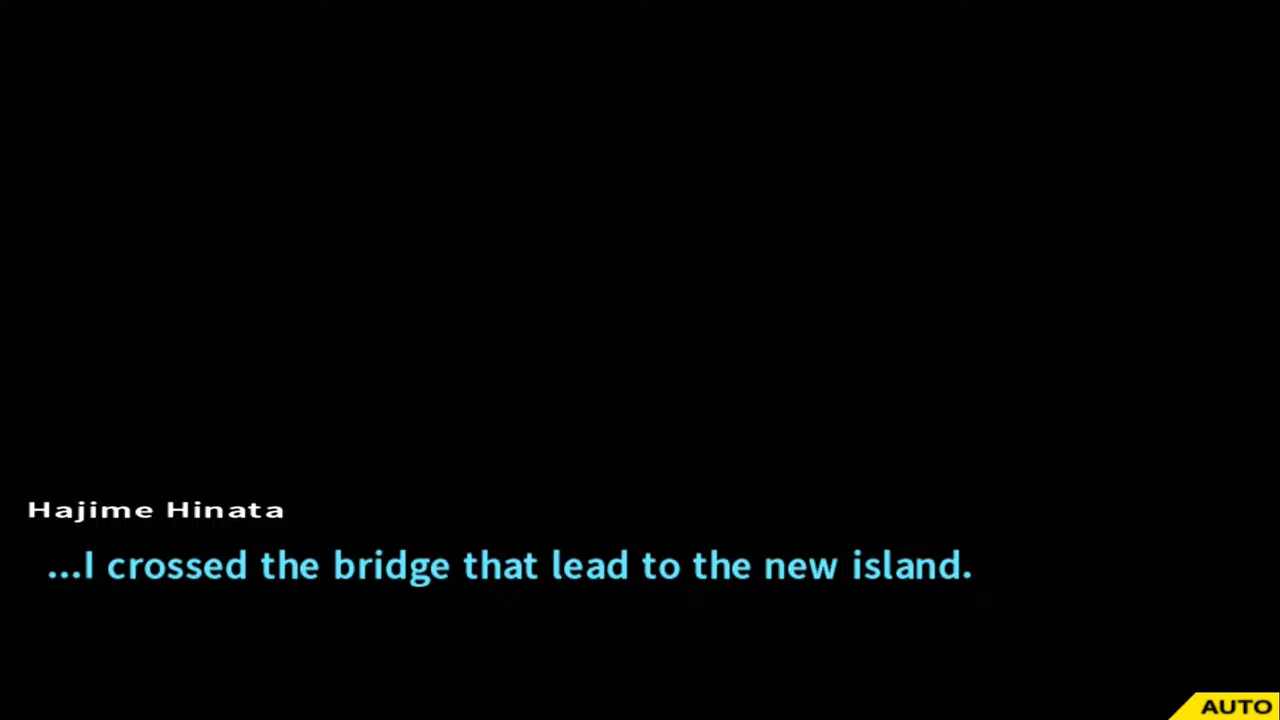 Hajime Hinata
...I crossed the bridge that lead to the new island.
AUTO